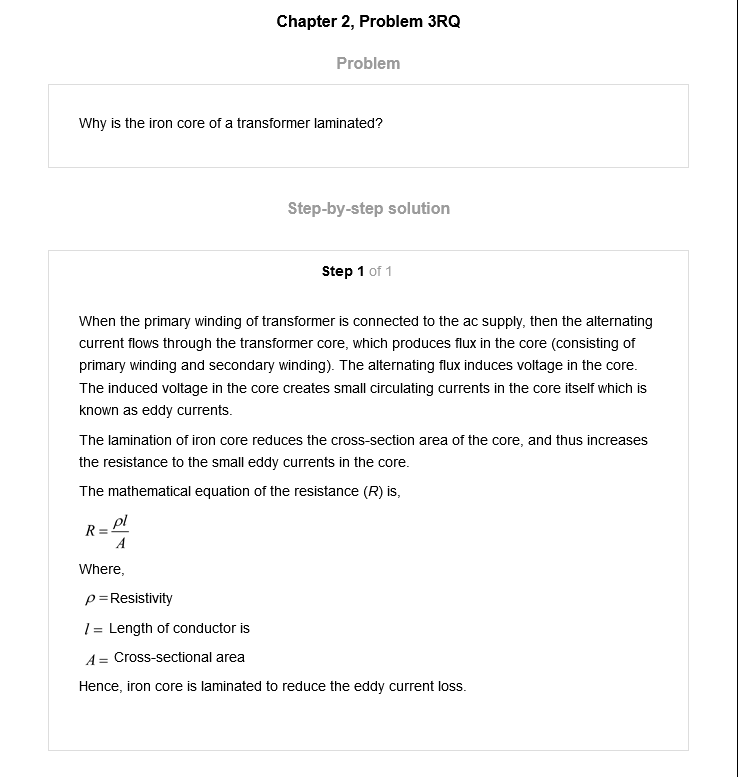 Chapter 2, Problem 3RQ
Problem
Why is the iron core of a transformer laminated?
Step-by-step solution
Step 1 of 1
When the primary winding of transformer is connected to the ac supply, then the alternating
current flows through the transformer core, which produces flux in the core (consisting of
primary winding and secondary winding). The alternating flux induces voltage in the core.
The induced voltage in the core creates small circulating currents in the core itself which is
known as eddy currents.
The lamination of iron core reduces the cross-section area of the core, and thus increases
the resistance to the small eddy currents in the core.
The mathematical equation of the resistance (R) is,
R = ρl / A
Where,
ρ = Resistivity
l = Length of conductor is
A = Cross-sectional area
Hence, iron core is laminated to reduce the eddy current loss.